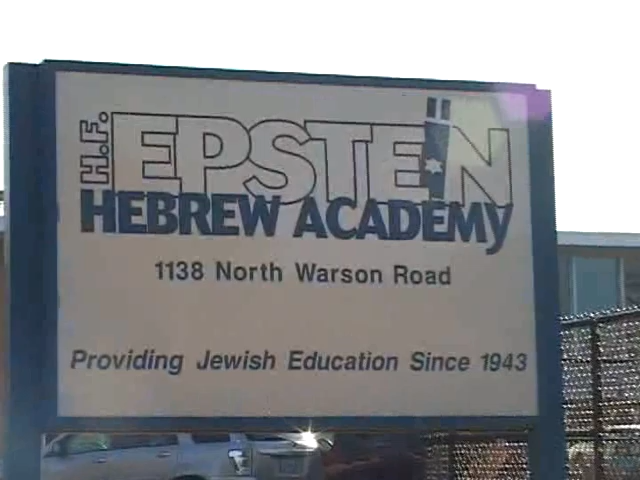 H.F. EPSTEIN
HEBREW ACADEMY
1138 North Warson Road
Providing Jewish Education Since 1943